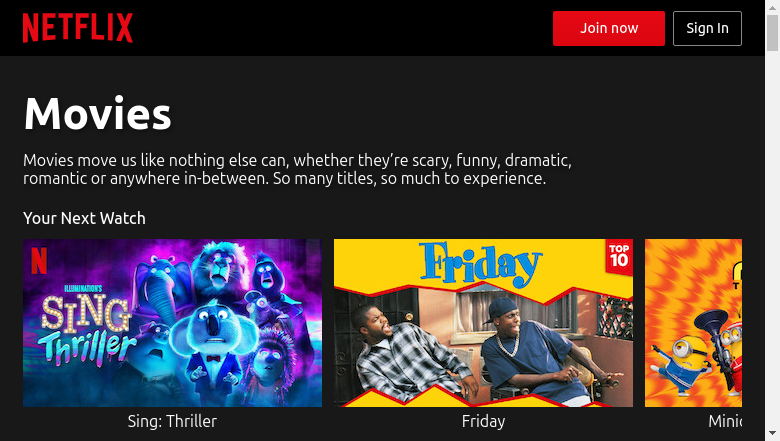 NETFLIX
Join now
Sign In
Movies
Movies move us like nothing else can, whether they’re scary, funny, dramatic,
romantic or anywhere in-between. So many titles, so much to experience.
Your Next Watch
N
ILLUMINATION'S
SING
Thriller
Friday
TOP
10
Sing: Thriller
Friday